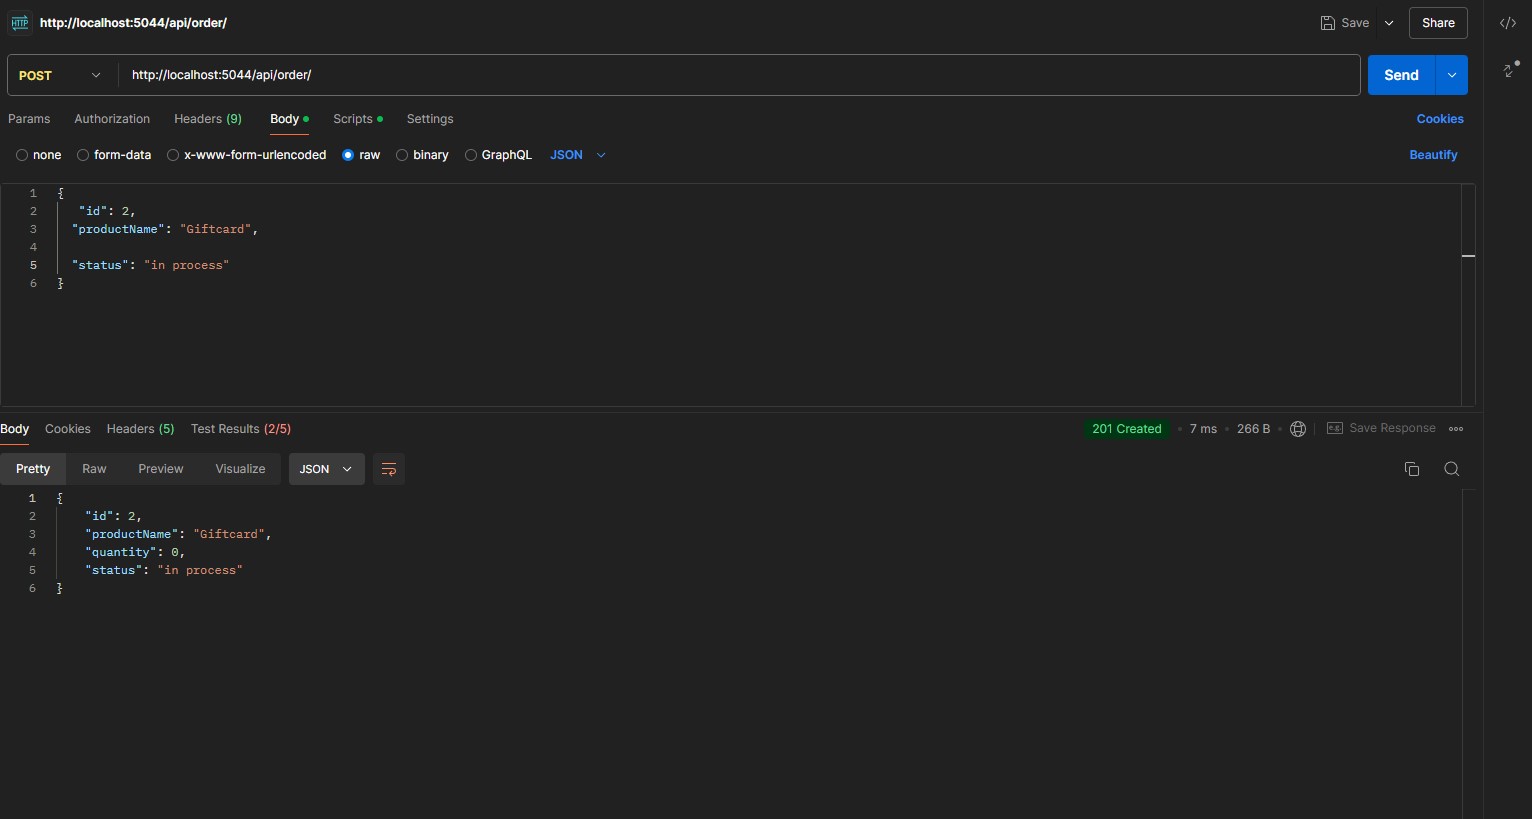 HTTP http://localhost:5044/api/order/ Save Share </>
POST http://localhost:5044/api/order/ Send
Params Authorization Headers (9) Body Scripts Settings Cookies
none form-data x-www-form-urlencoded raw binary GraphQL JSON Beautify
1 {
2 "id": 2,
3 "productName": "Giftcard",
4
5 "status": "in process"
6 }
Body Cookies Headers (5) Test Results (2/5) 201 Created 7 ms 266 B e.g. Save Response
Pretty Raw Preview Visualize JSON
1 {
2 "id": 2,
3 "productName": "Giftcard",
4 "quantity": 0,
5 "status": "in process"
6 }